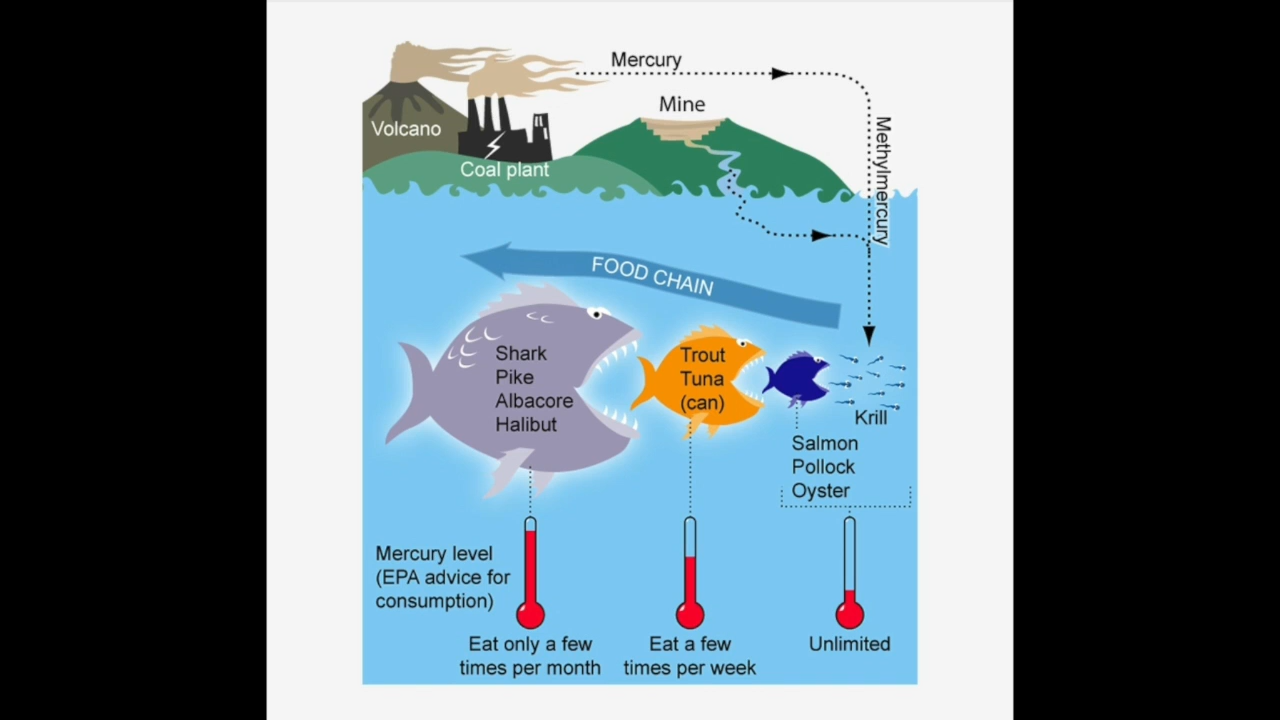 Mercury
Mine
Volcano
Coal plant
Methylmercury
FOOD CHAIN
Shark
Pike
Albacore
Halibut
Trout
Tuna
(can)
Krill
Salmon
Pollock
Oyster
Mercury level
(EPA advice for
consumption)
Eat only a few
times per month
Eat a few
times per week
Unlimited